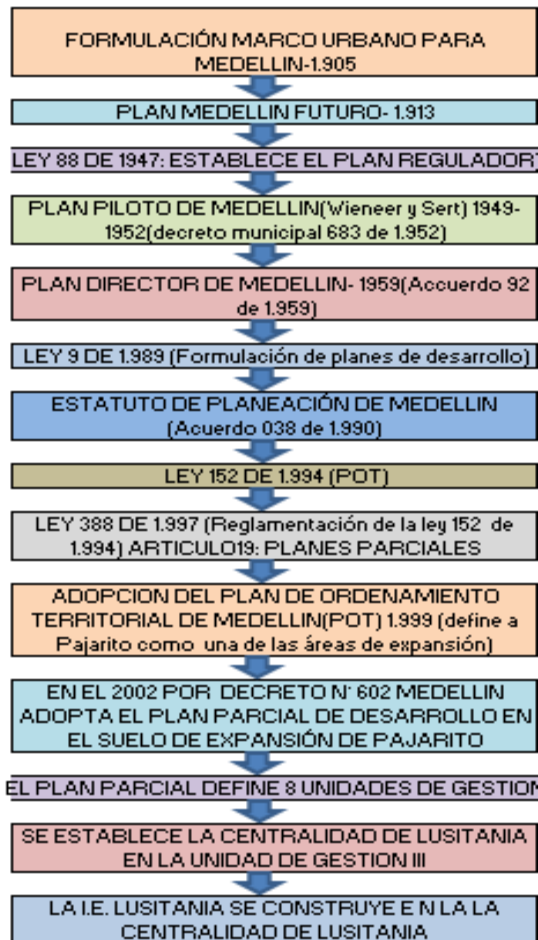 FORMULACIÓN MARCO URBANO PARA
MEDELLIN-1.905
PLAN MEDELLIN FUTURO- 1.913
LEY 88 DE 1947: ESTABLECE EL PLAN REGULADOR
PLAN PILOTO DE MEDELLIN(Wieneer y Sert) 1949-
1952(decreto municipal 683 de 1.952)
PLAN DIRECTOR DE MEDELLIN- 1959(Accuerdo 92
de 1.959)
LEY 9 DE 1.989 (Formulación de planes de desarrollo)
ESTATUTO DE PLANEACIÓN DE MEDELLIN
(Acuerdo 038 de 1.990)
LEY 152 DE 1.994 (POT)
LEY 388 DE 1.997 (Reglamentación de la ley 152 de
1.994) ARTICULO19: PLANES PARCIALES
ADOPCION DEL PLAN DE ORDENAMIENTO
TERRITORIAL DE MEDELLIN(POT) 1.999 (define a
Pajarito como una de las áreas de expansión)
EN EL 2002 POR DECRETO N° 602 MEDELLIN
ADOPTA EL PLAN PARCIAL DE DESARROLLO EN
EL SUELO DE EXPANSIÓN DE PAJARITO
EL PLAN PARCIAL DEFINE 8 UNIDADES DE GESTION
SE ESTABLECE LA CENTRALIDAD DE LUSITANIA
EN LA UNIDAD DE GESTION III
LA I.E. LUSITANIA SE CONSTRUYE E N LA LA
CENTRALIDAD DE LUSITANIA